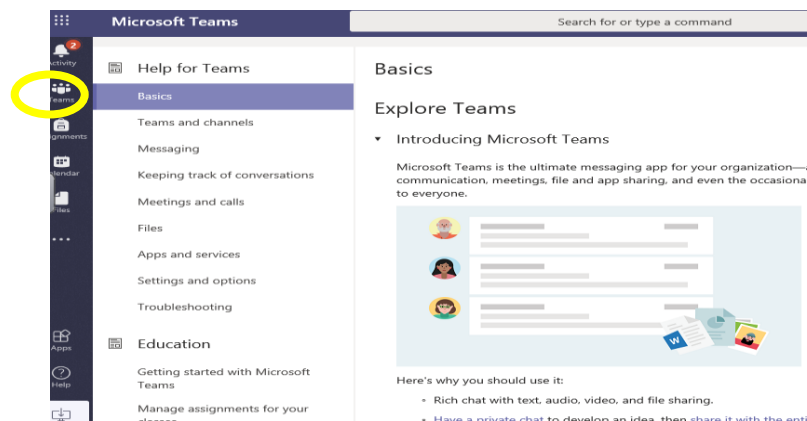 Microsoft Teams
Search for or type a command
2
ctivity
Teams
ignments
lendar
Files
Apps
Help
Help for Teams
Basics
Teams and channels
Messaging
Keeping track of conversations
Meetings and calls
Files
Apps and services
Settings and options
Troubleshooting
Education
Getting started with Microsoft
Teams
Manage assignments for your
Basics
Explore Teams
Introducing Microsoft Teams
Microsoft Teams is the ultimate messaging app for your organization—
communication, meetings, file and app sharing, and even the occasiona
to everyone.
W
Here's why you should use it:
• Rich chat with text, audio, video, and file sharing.
• Have a private chat to develop an idea, then share it with the enti